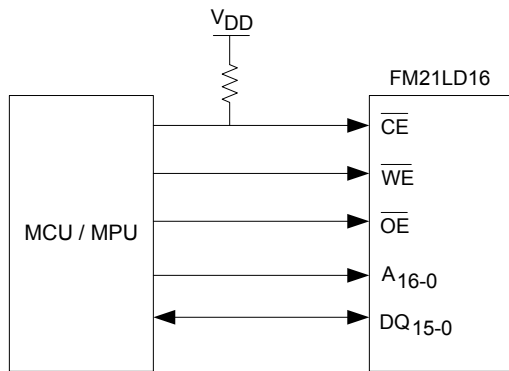 VDD
FM21LD16
CE
WE
OE
MCU / MPU
A16-0
DQ15-0